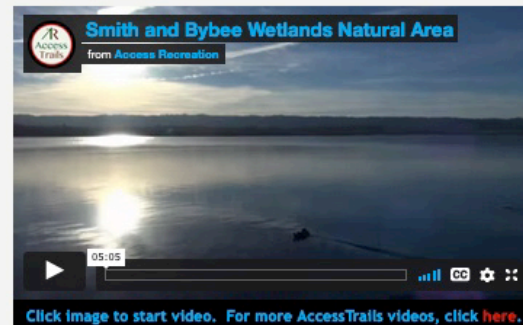 AR
Access
Trails
Smith and Bybee Wetlands Natural Area
from Access Recreation
05:05
CC
Click image to start video. For more AccessTrails videos, click here.